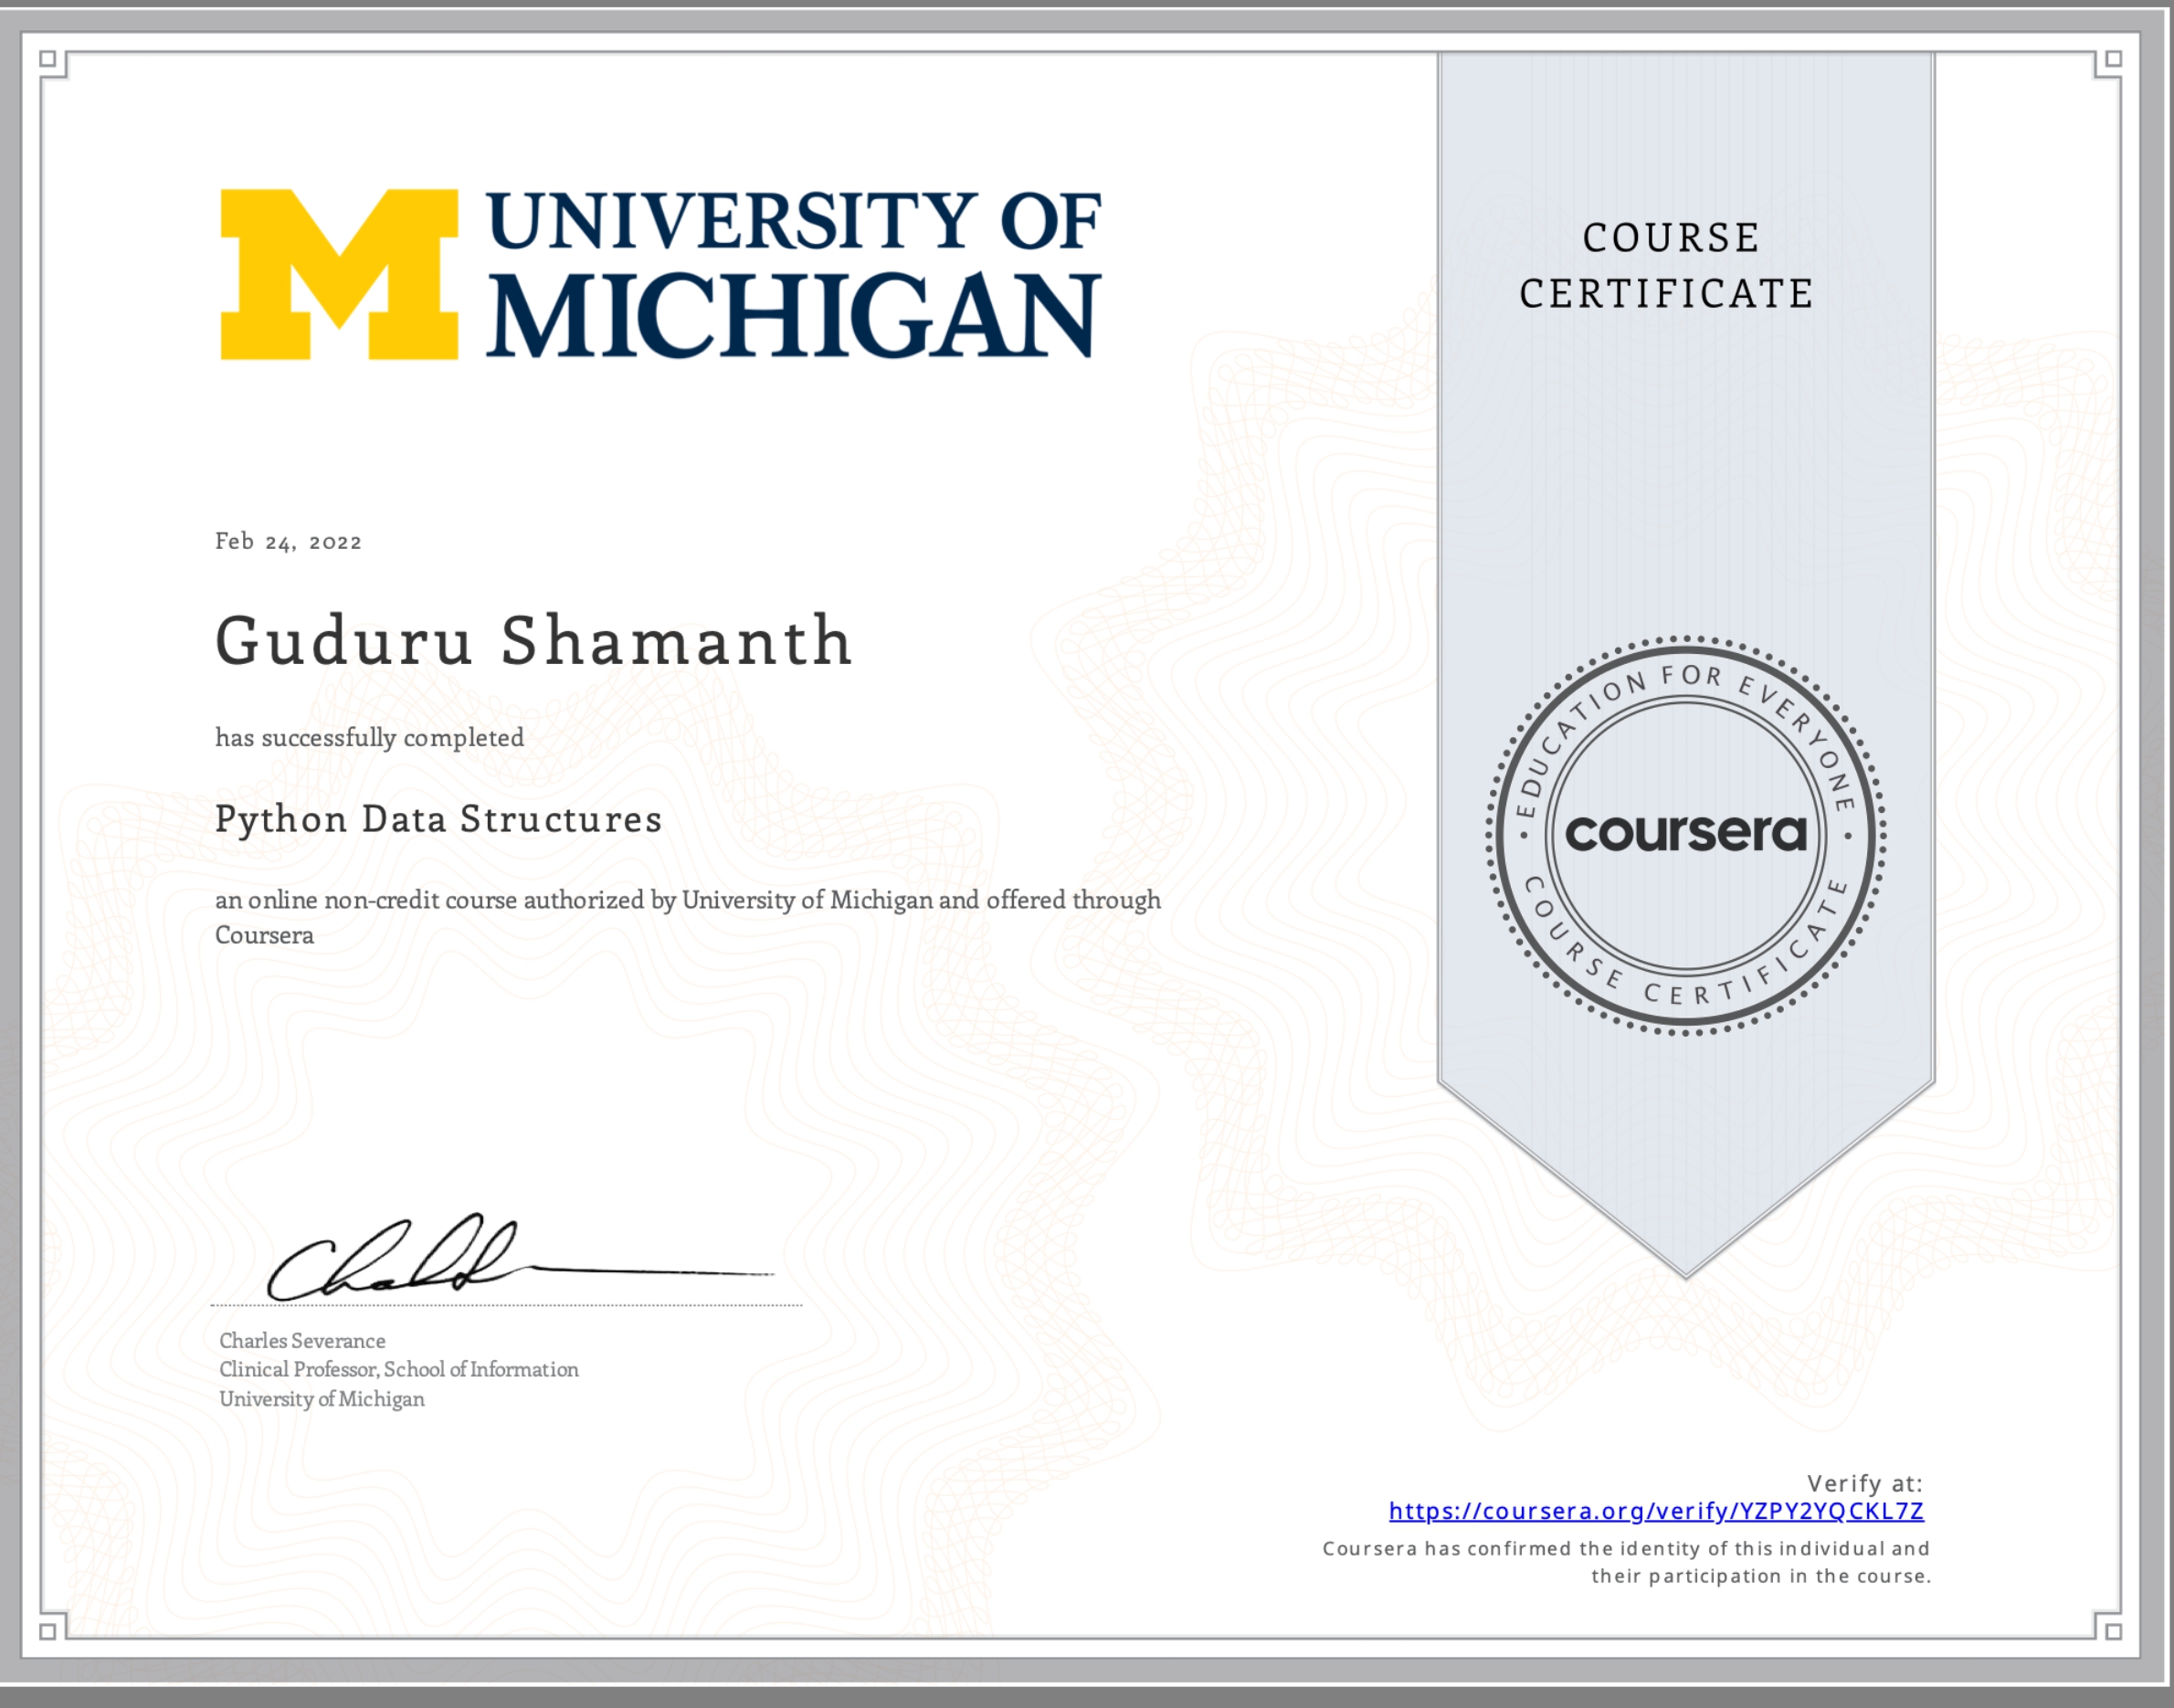 UNIVERSITY OF
MICHIGAN
COURSE
CERTIFICATE
Feb 24, 2022
Guduru Shamanth
has successfully completed
Python Data Structures
an online non-credit course authorized by University of Michigan and offered through
Coursera
EDUCATION FOR EVERYONE
coursera
COURSE CERTIFICATE
Charles Severance
Clinical Professor, School of Information
University of Michigan
Verify at:
https://coursera.org/verify/YZPY2YQCKL7Z
Coursera has confirmed the identity of this individual and
their participation in the course.